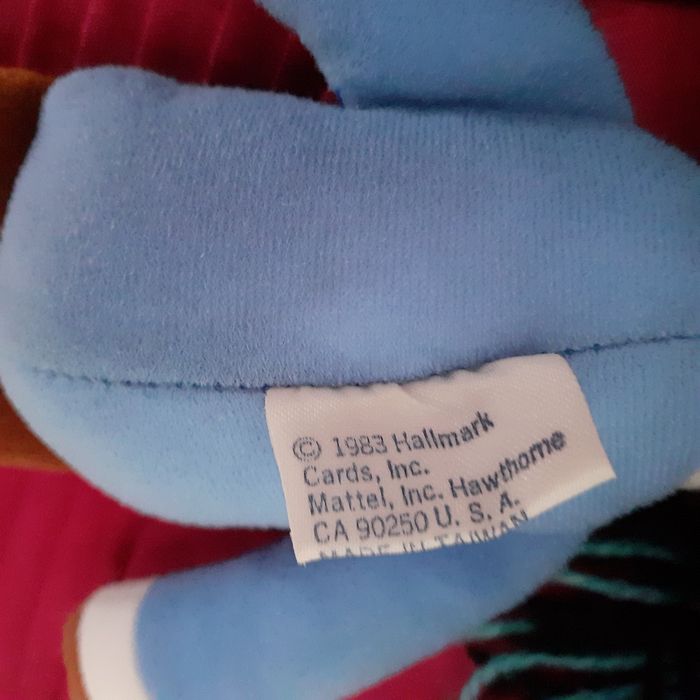 © 1983 Hallmark
Cards, Inc.
Mattel, Inc. Hawthorne
CA 90250 U. S. A.
MADE IN TAIWAN